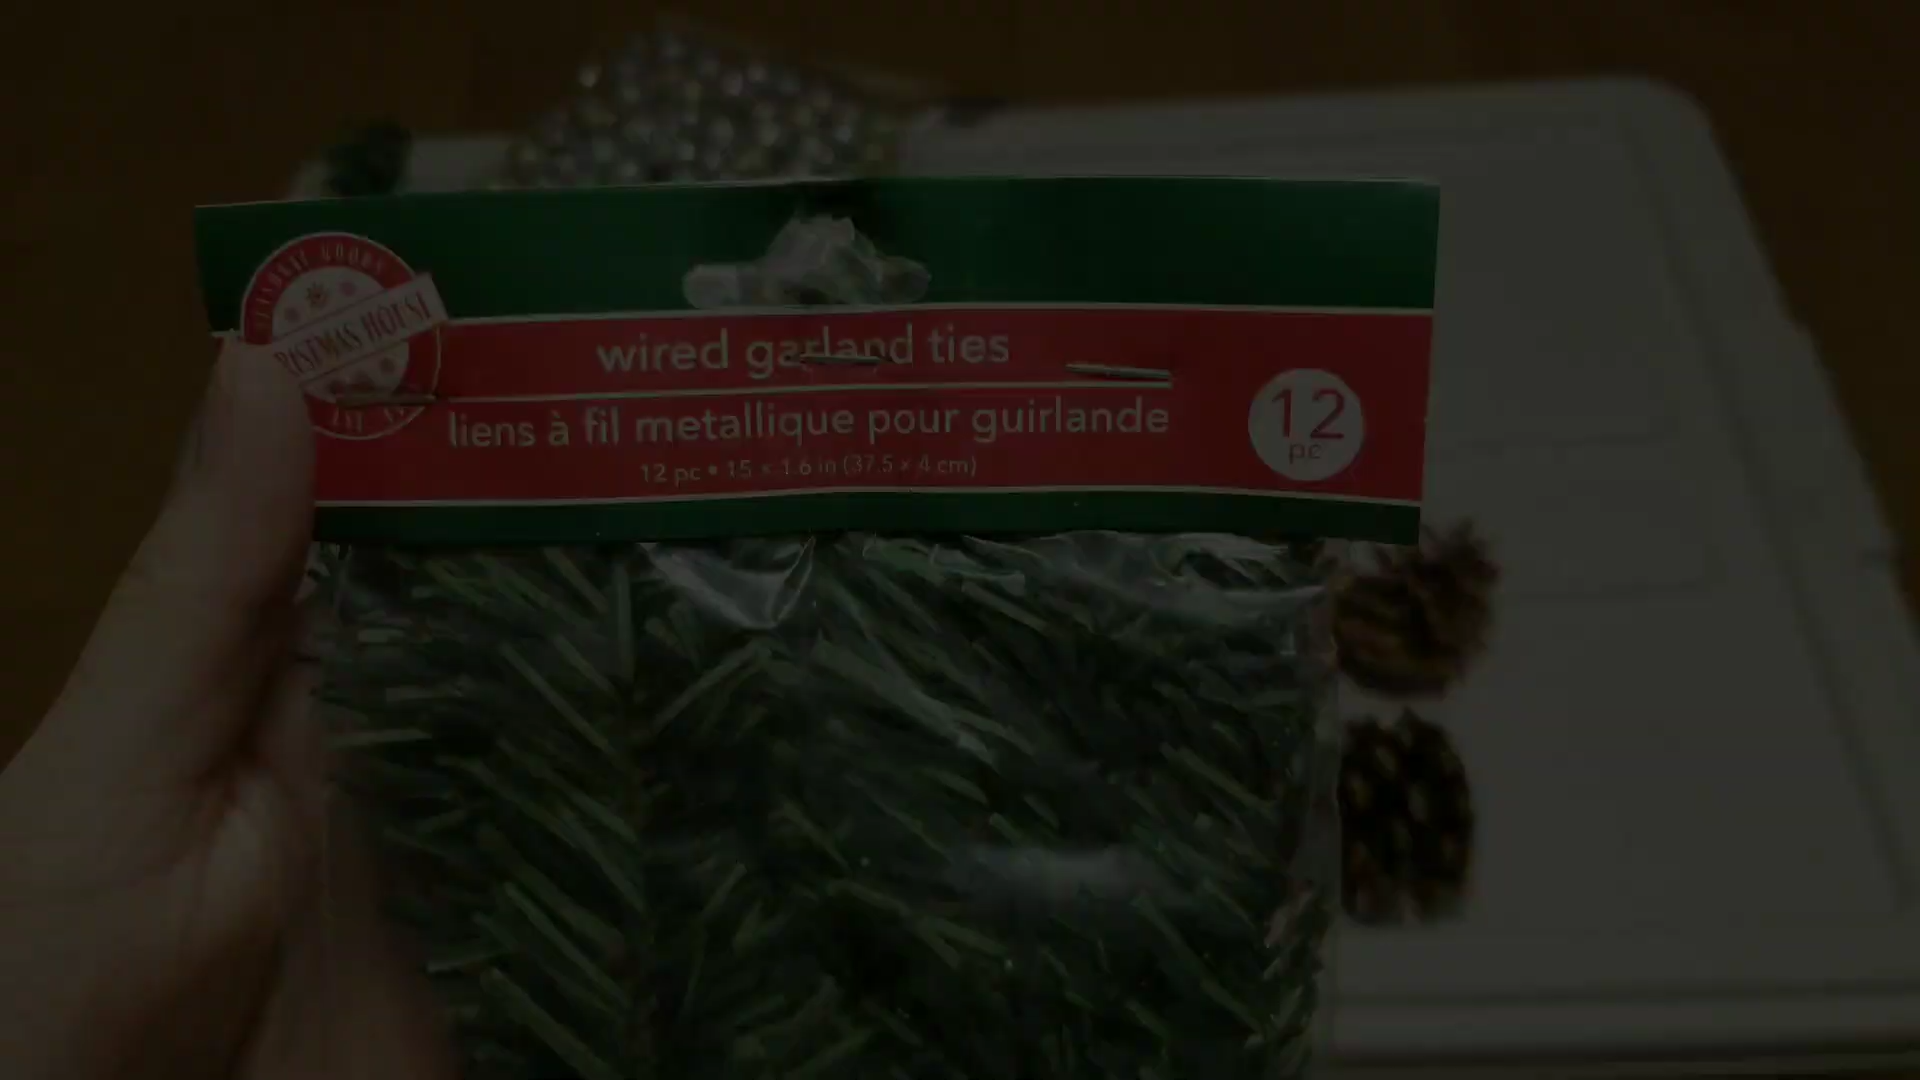 wired garland ties
liens à fil metallique pour guirlande
12 pc • 15 x 1.6 in (37.5 x 4 cm)
12
pc
HOUSE